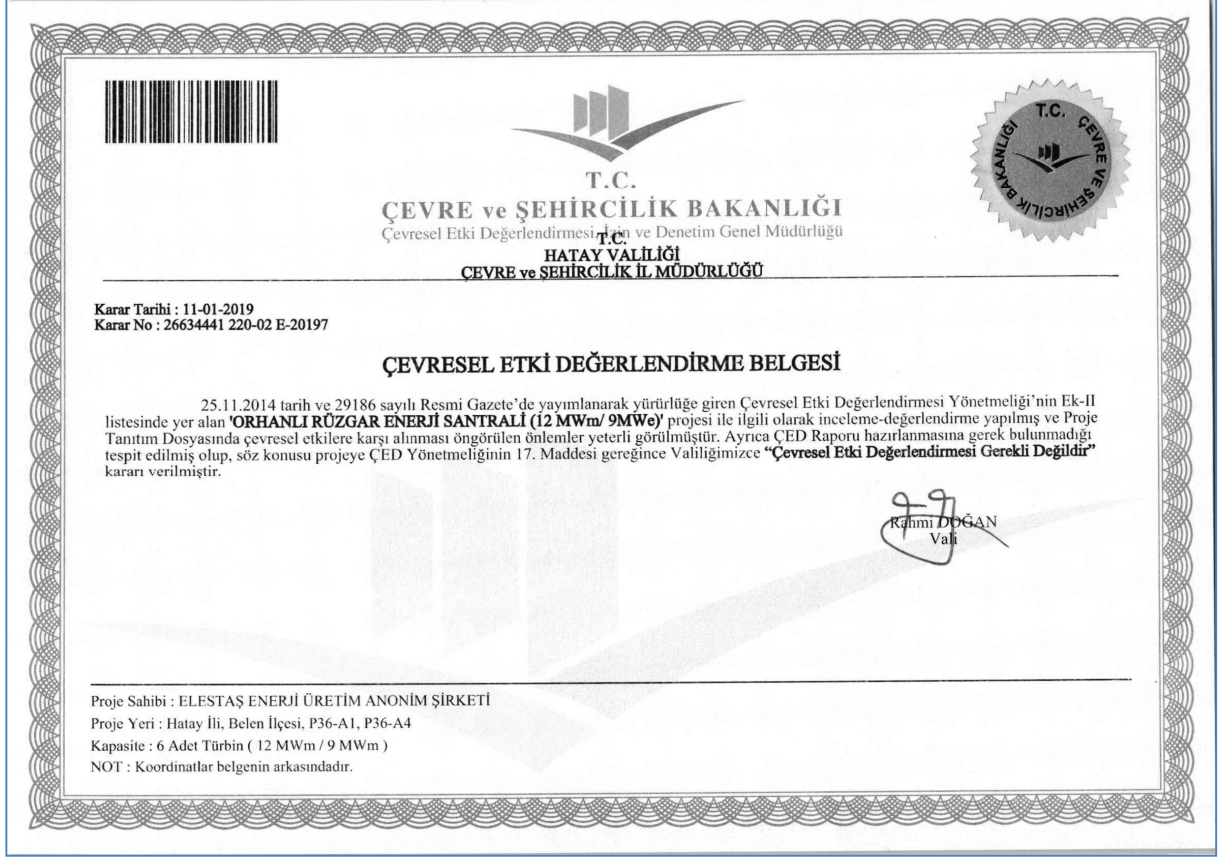 T.C.
ÇEVRE ve ŞEHİRCİLİK BAKANLIĞI
Çevresel Etki Değerlendirmesi, İzin ve Denetim Genel Müdürlüğü
T.C.
HATAY VALİLİĞİ
ÇEVRE ve ŞEHİRCİLİK İL MÜDÜRLÜĞÜ
T.C. ÇEVRE VE ŞEHİRCİLİK BAKANLIĞI
Karar Tarihi : 11-01-2019
Karar No : 26634441 220-02 E-20197
ÇEVRESEL ETKİ DEĞERLENDİRME BELGESİ
25.11.2014 tarih ve 29186 sayılı Resmi Gazete'de yayımlanarak yürürlüğe giren Çevresel Etki Değerlendirmesi Yönetmeliği'nin Ek-II
listesinde yer alan 'ORHANLI RÜZGAR ENERJİ SANTRALİ (12 MWm/ 9MWe)' projesi ile ilgili olarak inceleme-değerlendirme yapılmış ve Proje
Tanıtım Dosyasında çevresel etkilere karşı alınması öngörülen önlemler yeterli görülmüştür. Ayrıca ÇED Raporu hazırlanmasına gerek bulunmadığı
tespit edilmiş olup, söz konusu projeye ÇED Yönetmeliğinin 17. Maddesi gereğince Valiliğimizce “Çevresel Etki Değerlendirmesi Gerekli Değildir”
kararı verilmiştir.
Rahmi DOĞAN
Vali
Proje Sahibi : ELESTAŞ ENERJİ ÜRETİM ANONİM ŞİRKETİ
Proje Yeri : Hatay İli, Belen İlçesi, P36-A1, P36-A4
Kapasite : 6 Adet Türbin ( 12 MWm / 9 MWm )
NOT : Koordinatlar belgenin arkasındadır.